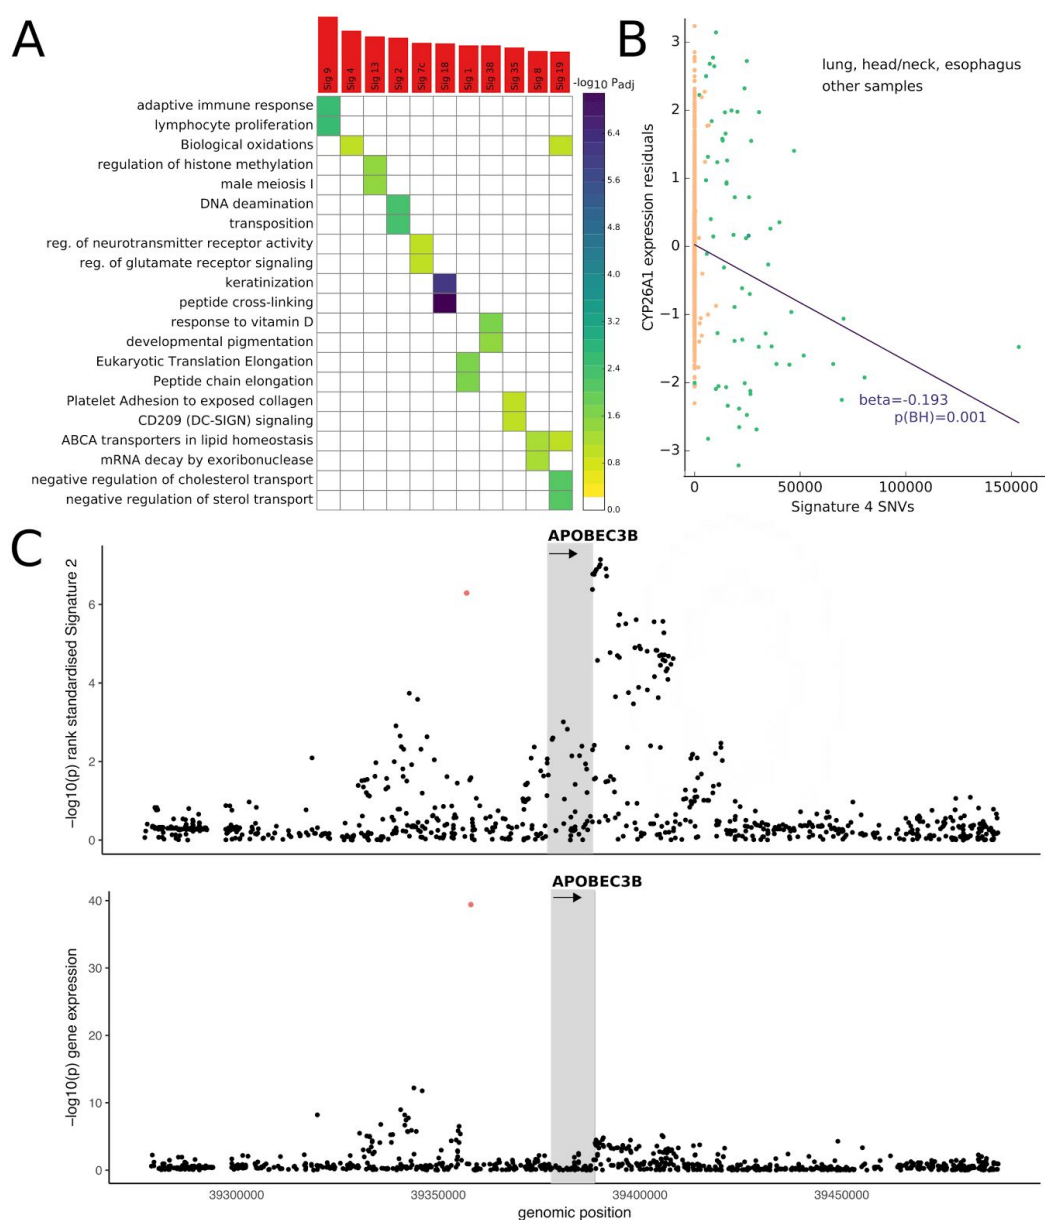 A
Sig 9
Sig 4
Sig 13
Sig 2
Sig 7c
Sig 18
Sig 1
Sig 38
Sig 35
Sig 8
Sig 19
-log10 Padj
adaptive immune response
lymphocyte proliferation
Biological oxidations
regulation of histone methylation
male meiosis I
DNA deamination
transposition
reg. of neurotransmitter receptor activity
reg. of glutamate receptor signaling
keratinization
peptide cross-linking
response to vitamin D
developmental pigmentation
Eukaryotic Translation Elongation
Peptide chain elongation
Platelet Adhesion to exposed collagen
CD209 (DC-SIGN) signaling
ABCA transporters in lipid homeostasis
mRNA decay by exoribonuclease
negative regulation of cholesterol transport
negative regulation of sterol transport
6.4
5.6
4.8
4.0
3.2
2.4
1.6
0.8
0.0
B
lung, head/neck, esophagus
other samples
CYP26A1 expression residuals
3
2
1
0
−1
−2
−3
beta=-0.193
p(BH)=0.001
0
50000
100000
150000
Signature 4 SNVs
C
APOBEC3B
−log10(p) rank standardised Signature 2
6
4
2
0
APOBEC3B
−log10(p) gene expression
40
30
20
10
0
39300000
39350000
39400000
39450000
genomic position